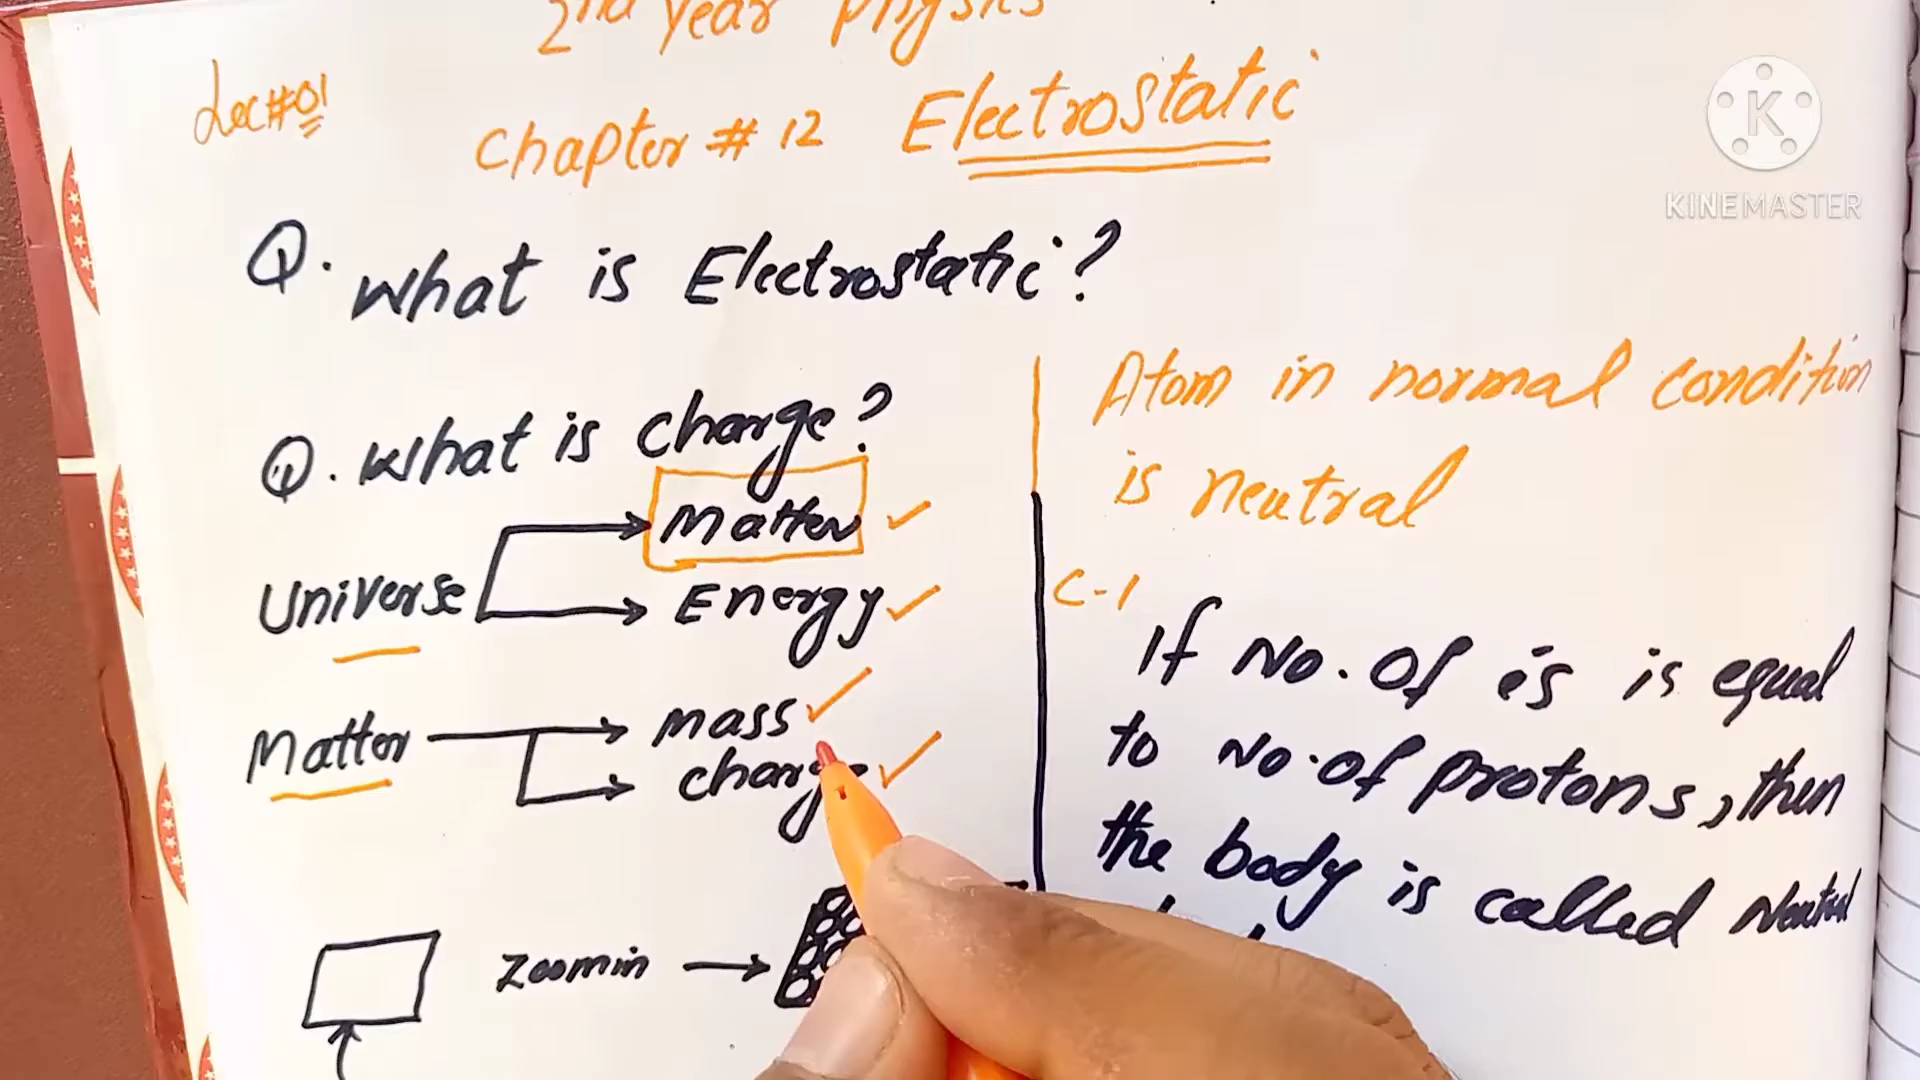 2nd Year Physics
Lec#01
Chapter # 12 Electrostatic
Q. What is Electrostatic?
Q. What is charge?
Matter
Universe
Energy
mass
Matter
charge
Zoomin
Atom in normal condition
is neutral
C-1
If No. Of e's is equal
to No. of protons, then
the body is called Neutral
K
KINEMASTER